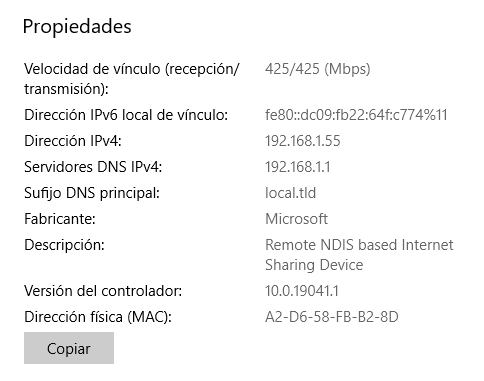 Propiedades
Velocidad de vínculo (recepción/ 425/425 (Mbps)
transmisión):
Dirección IPv6 local de vínculo: fe80::dc09:fb22:64f:c774%11
Dirección IPv4: 192.168.1.55
Servidores DNS IPv4: 192.168.1.1
Sufijo DNS principal: local.tld
Fabricante: Microsoft
Descripción: Remote NDIS based Internet
Sharing Device
Versión del controlador: 10.0.19041.1
Dirección física (MAC): A2-D6-58-FB-B2-8D
Copiar